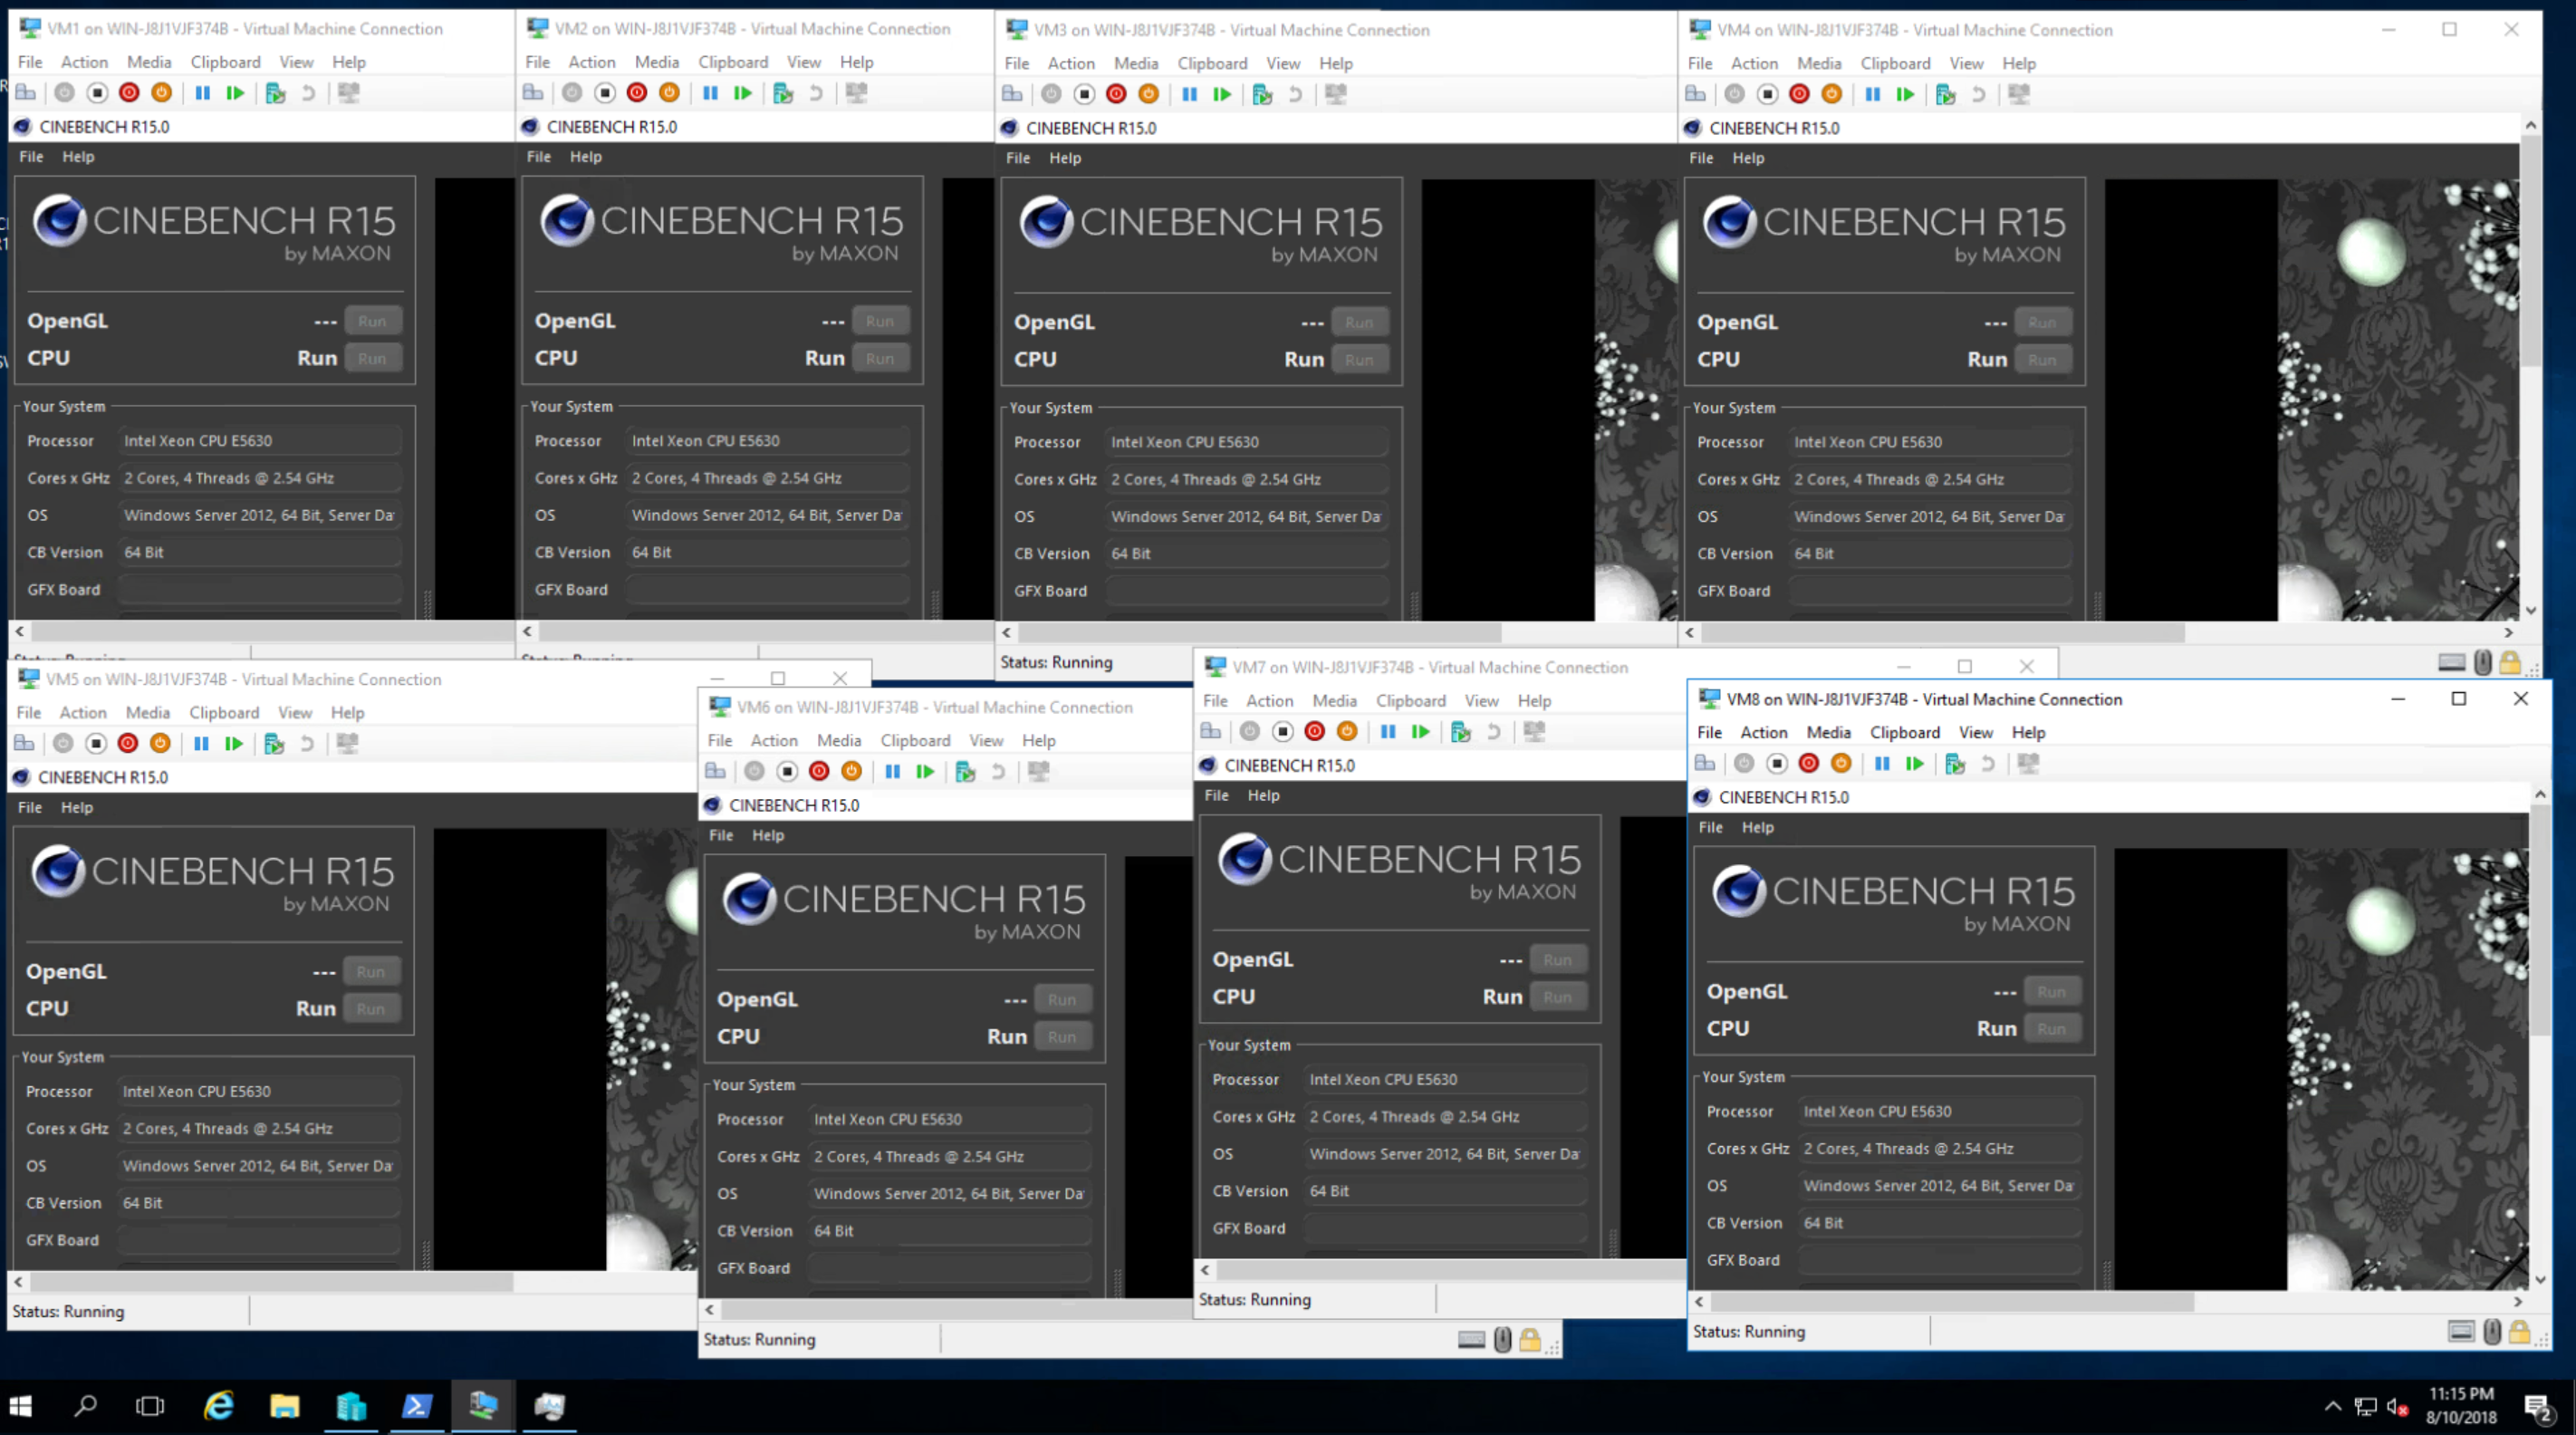 VM1 on WIN-J8J1VJF374B - Virtual Machine Connection
File Action Media Clipboard View Help
CINEBENCH R15.0
File Help
CINEBENCH R15
by MAXON
OpenGL --- Run
CPU Run Run
Your System
Processor Intel Xeon CPU E5630
Cores x GHz 2 Cores, 4 Threads @ 2.54 GHz
OS Windows Server 2012, 64 Bit, Server Da
CB Version 64 Bit
GFX Board
Status: Running
VM2 on WIN-J8J1VJF374B - Virtual Machine Connection
File Action Media Clipboard View Help
CINEBENCH R15.0
File Help
CINEBENCH R15
by MAXON
OpenGL --- Run
CPU Run Run
Your System
Processor Intel Xeon CPU E5630
Cores x GHz 2 Cores, 4 Threads @ 2.54 GHz
OS Windows Server 2012, 64 Bit, Server Da
CB Version 64 Bit
GFX Board
Status: Running
VM3 on WIN-J8J1VJF374B - Virtual Machine Connection
File Action Media Clipboard View Help
CINEBENCH R15.0
File Help
CINEBENCH R15
by MAXON
OpenGL --- Run
CPU Run Run
Your System
Processor Intel Xeon CPU E5630
Cores x GHz 2 Cores, 4 Threads @ 2.54 GHz
OS Windows Server 2012, 64 Bit, Server Da
CB Version 64 Bit
GFX Board
Status: Running
VM4 on WIN-J8J1VJF374B - Virtual Machine Connection
File Action Media Clipboard View Help
CINEBENCH R15.0
File Help
CINEBENCH R15
by MAXON
OpenGL --- Run
CPU Run Run
Your System
Processor Intel Xeon CPU E5630
Cores x GHz 2 Cores, 4 Threads @ 2.54 GHz
OS Windows Server 2012, 64 Bit, Server Da
CB Version 64 Bit
GFX Board
VM5 on WIN-J8J1VJF374B - Virtual Machine Connection
File Action Media Clipboard View Help
CINEBENCH R15.0
File Help
CINEBENCH R15
by MAXON
OpenGL --- Run
CPU Run Run
Your System
Processor Intel Xeon CPU E5630
Cores x GHz 2 Cores, 4 Threads @ 2.54 GHz
OS Windows Server 2012, 64 Bit, Server Da
CB Version 64 Bit
GFX Board
Status: Running
VM6 on WIN-J8J1VJF374B - Virtual Machine Connection
File Action Media Clipboard View Help
CINEBENCH R15.0
File Help
CINEBENCH R15
by MAXON
OpenGL --- Run
CPU Run Run
Your System
Processor Intel Xeon CPU E5630
Cores x GHz 2 Cores, 4 Threads @ 2.54 GHz
OS Windows Server 2012, 64 Bit, Server Da
CB Version 64 Bit
GFX Board
Status: Running
VM7 on WIN-J8J1VJF374B - Virtual Machine Connection
File Action Media Clipboard View Help
CINEBENCH R15.0
File Help
CINEBENCH R15
by MAXON
OpenGL --- Run
CPU Run Run
Your System
Processor Intel Xeon CPU E5630
Cores x GHz 2 Cores, 4 Threads @ 2.54 GHz
OS Windows Server 2012, 64 Bit, Server Da
CB Version 64 Bit
GFX Board
Status: Running
VM8 on WIN-J8J1VJF374B - Virtual Machine Connection
File Action Media Clipboard View Help
CINEBENCH R15.0
File Help
CINEBENCH R15
by MAXON
OpenGL --- Run
CPU Run Run
Your System
Processor Intel Xeon CPU E5630
Cores x GHz 2 Cores, 4 Threads @ 2.54 GHz
OS Windows Server 2012, 64 Bit, Server Da
CB Version 64 Bit
GFX Board
Status: Running
11:15 PM
8/10/2018
2